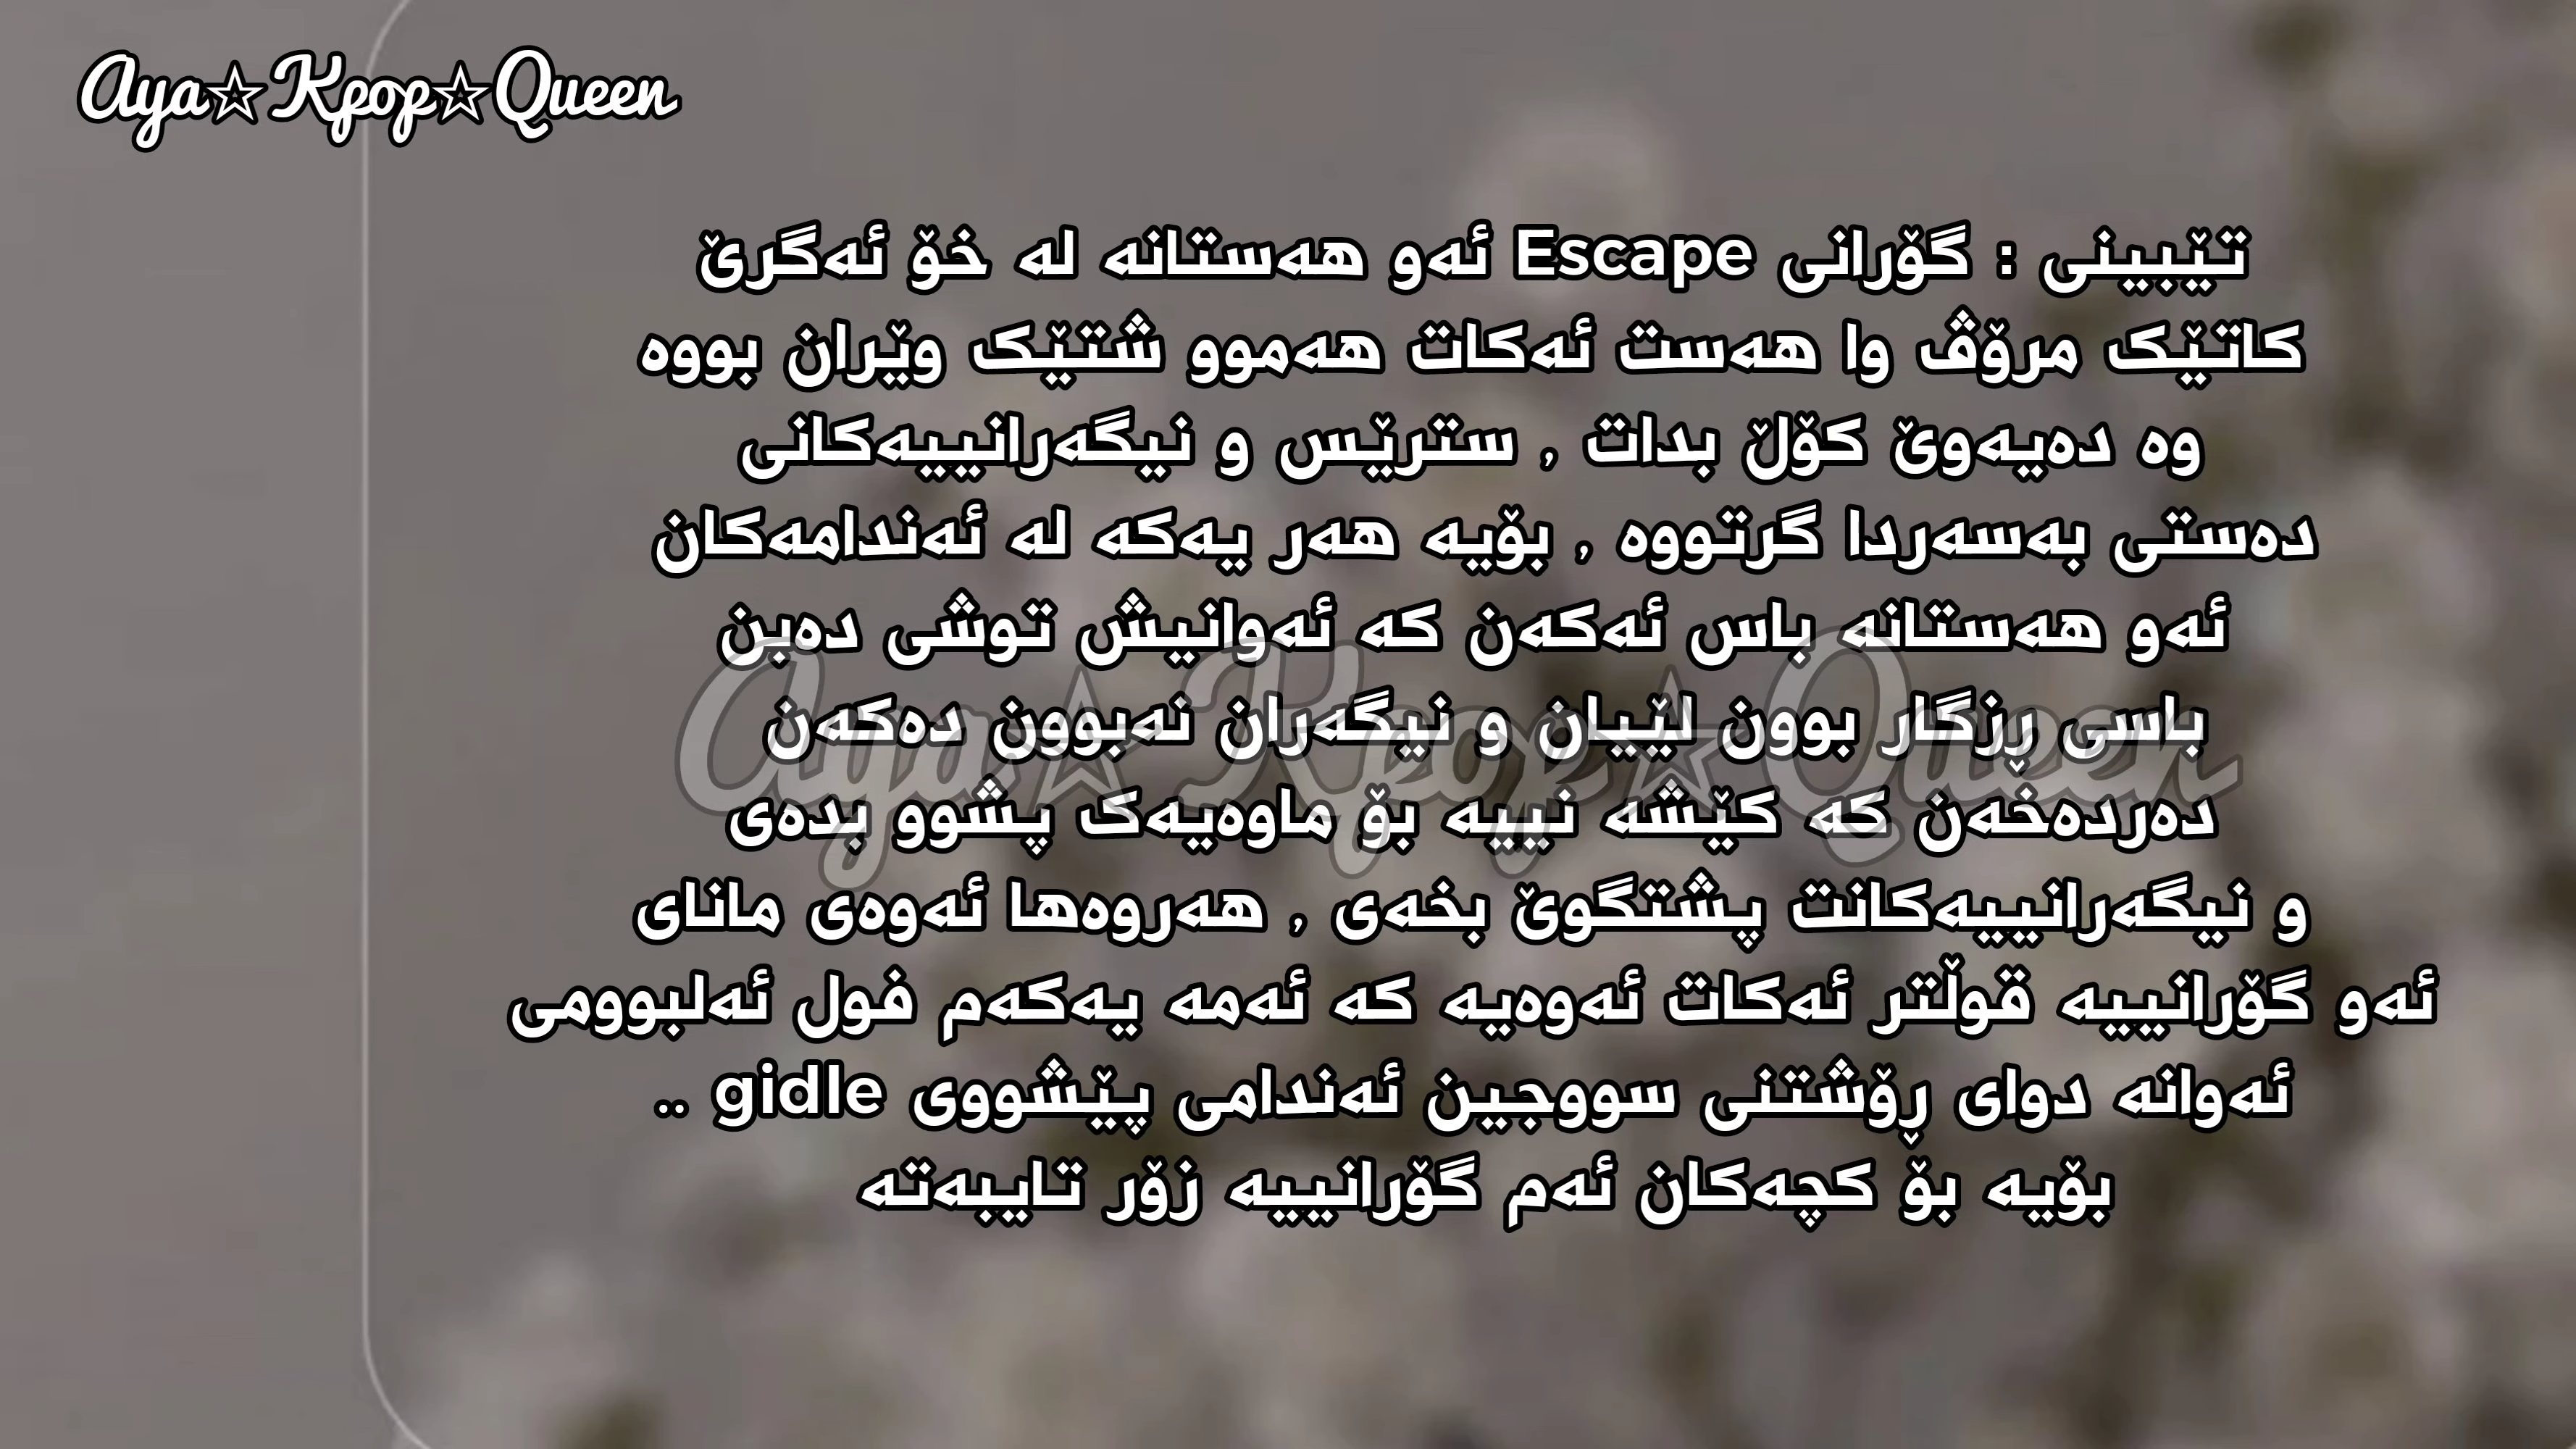 Aya☆Kpop☆Queen
تێبینی : گۆرانی Escape ئەو هەستانە لە خۆ ئەگرێ
کاتێک مرۆڤ وا هەست ئەکات هەموو شتێک وێران بووە
وە دەیەوێ کۆڵ بدات , سترێس و نیگەرانییەکانی
دەستی بەسەردا گرتووە , بۆیە هەر یەکە لە ئەندامەکان
ئەو هەستانە باس ئەکەن کە ئەوانیش توشی دەبن
باسی ڕزگار بوون لێیان و نیگەران نەبوون دەکەن
دەردەخەن کە کێشە نییە بۆ ماوەیەک پشوو بدەی
و نیگەرانییەکانت پشتگوێ بخەی , هەروەها ئەوەی مانای
ئەو گۆرانییە قوڵتر ئەکات ئەوەیە کە ئەمە یەکەم فول ئەلبوومی
ئەوانە دوای ڕۆشتنی سووجین ئەندامی پێشووی gidle ..
بۆیە بۆ کچەکان ئەم گۆرانییە زۆر تایبەتە
Aya☆Kpop☆Queen